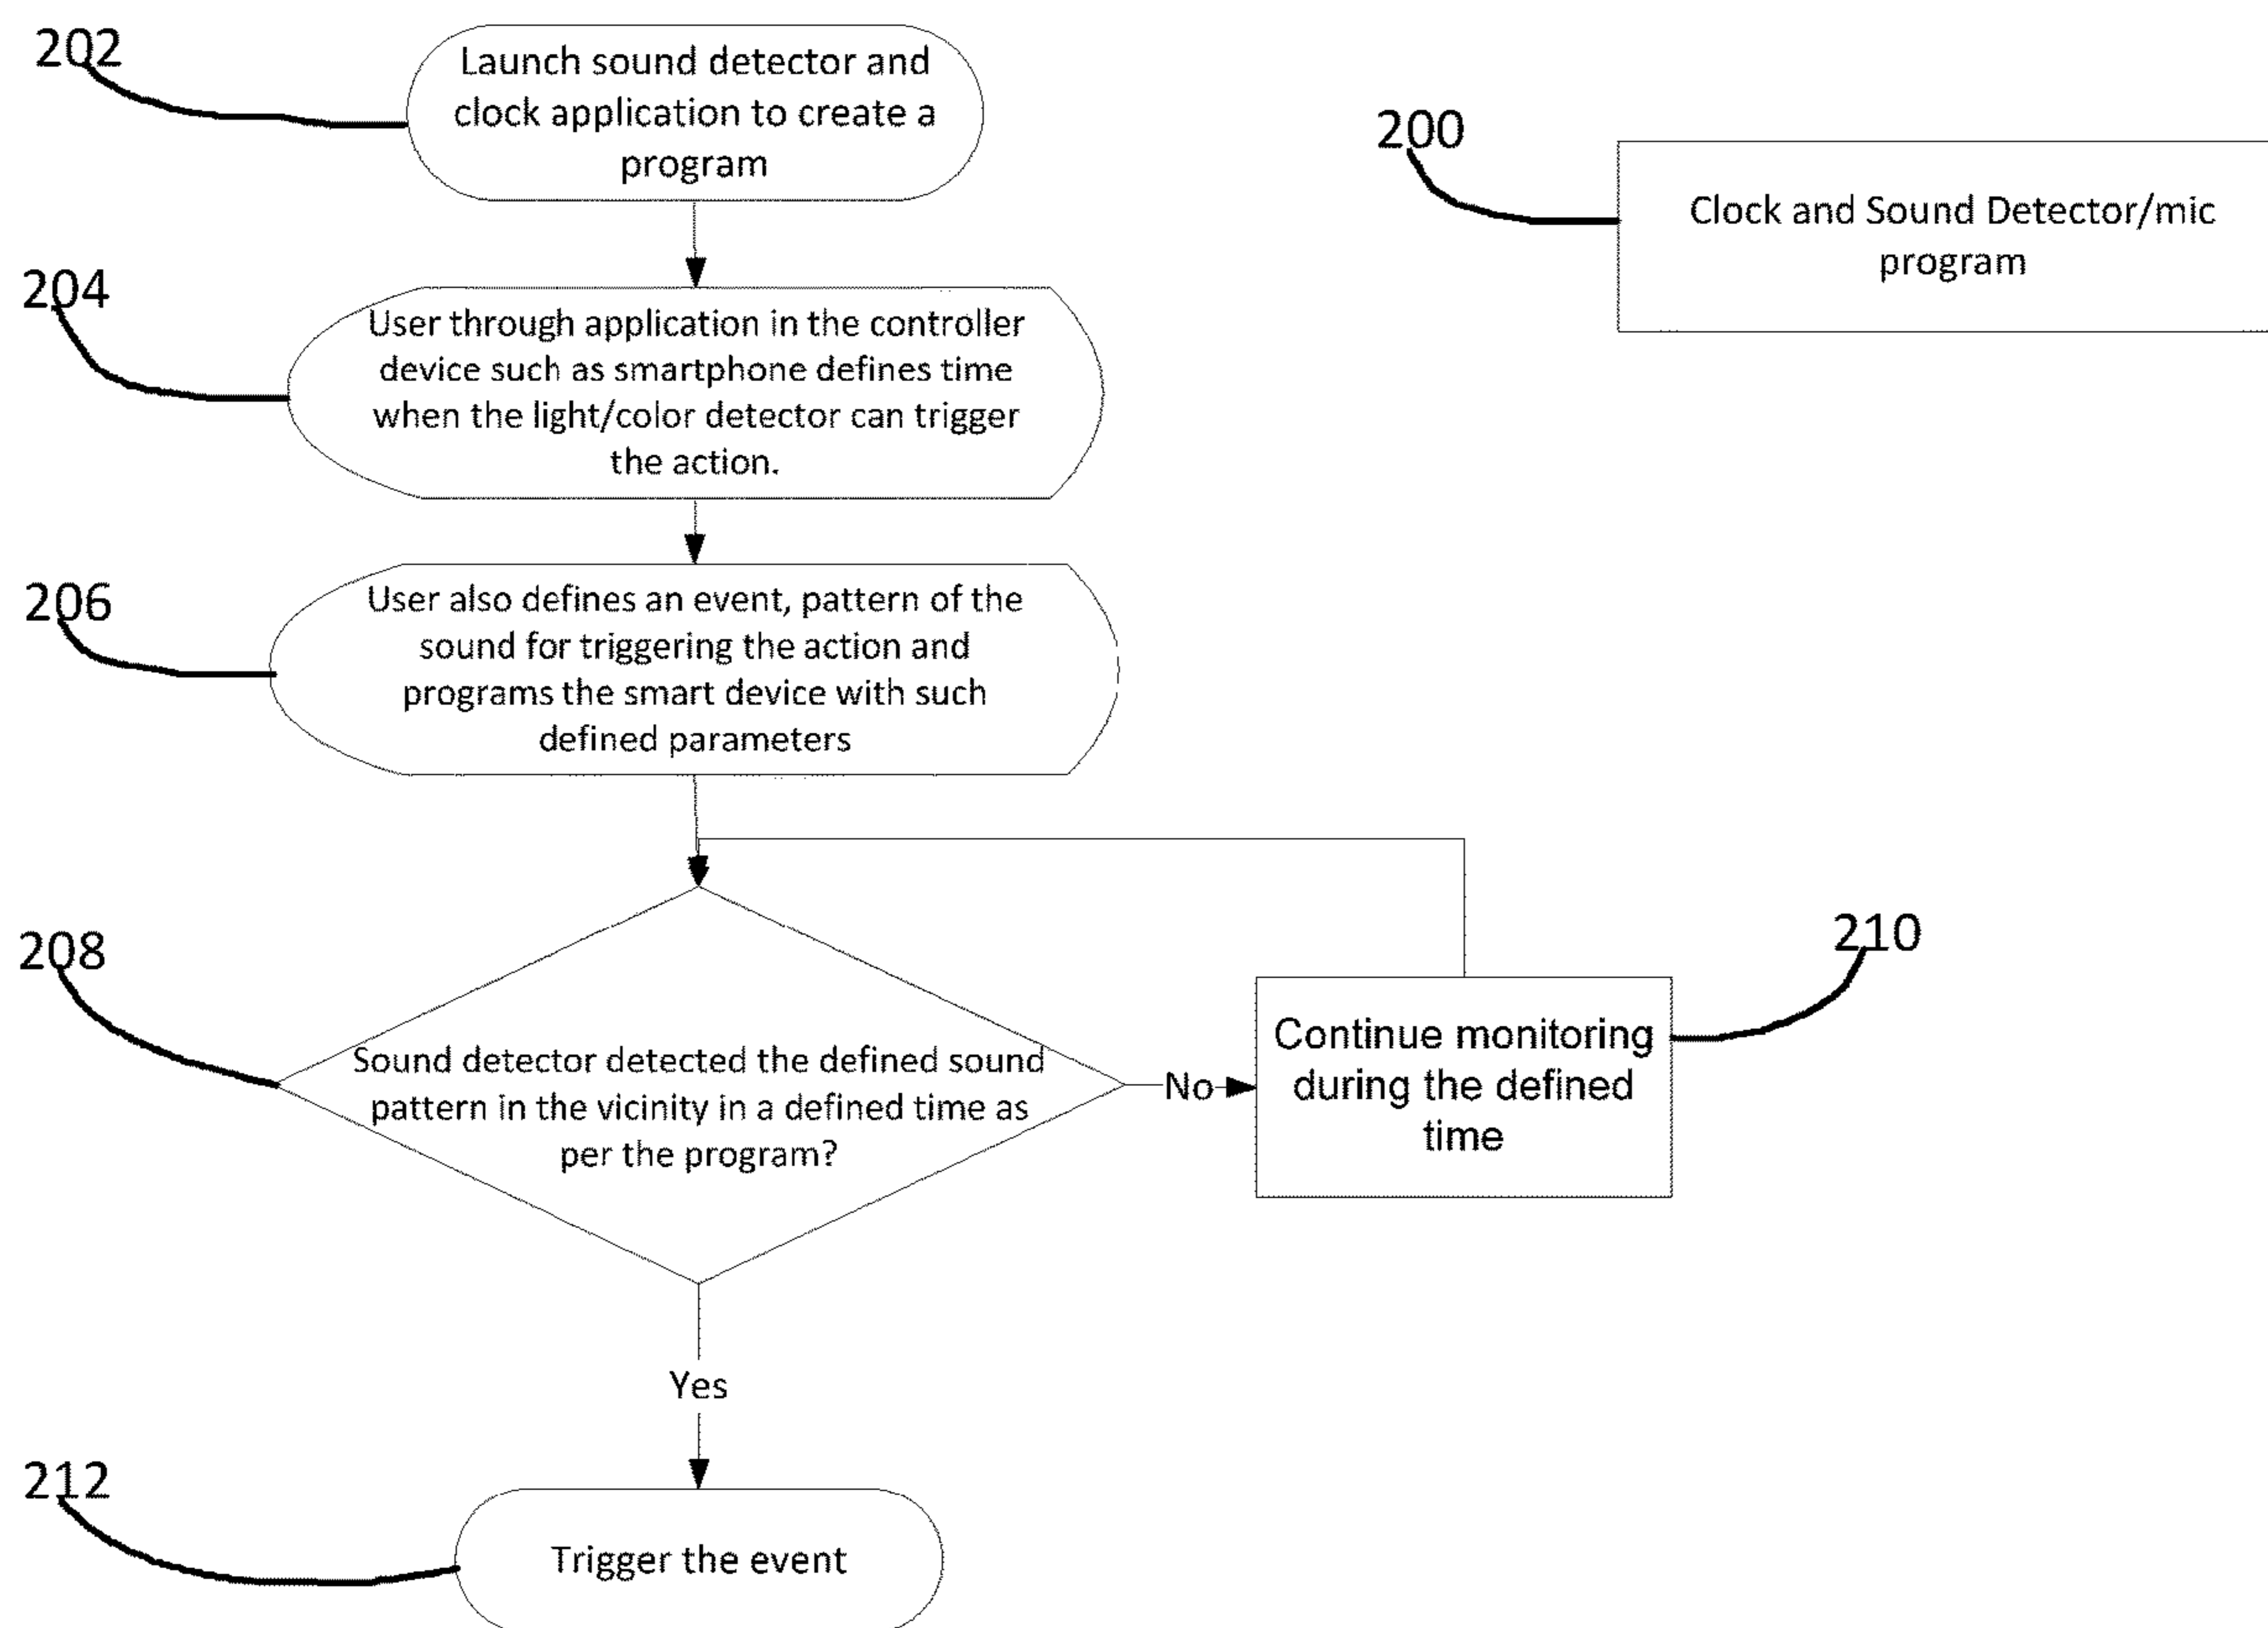 202
Launch sound detector and
clock application to create a
program
200
Clock and Sound Detector/mic
program
204
User through application in the controller
device such as smartphone defines time
when the light/color detector can trigger
the action.
206
User also defines an event, pattern of the
sound for triggering the action and
programs the smart device with such
defined parameters
208
Sound detector detected the defined sound
pattern in the vicinity in a defined time as
per the program?
No
210
Continue monitoring
during the defined
time
Yes
212
Trigger the event